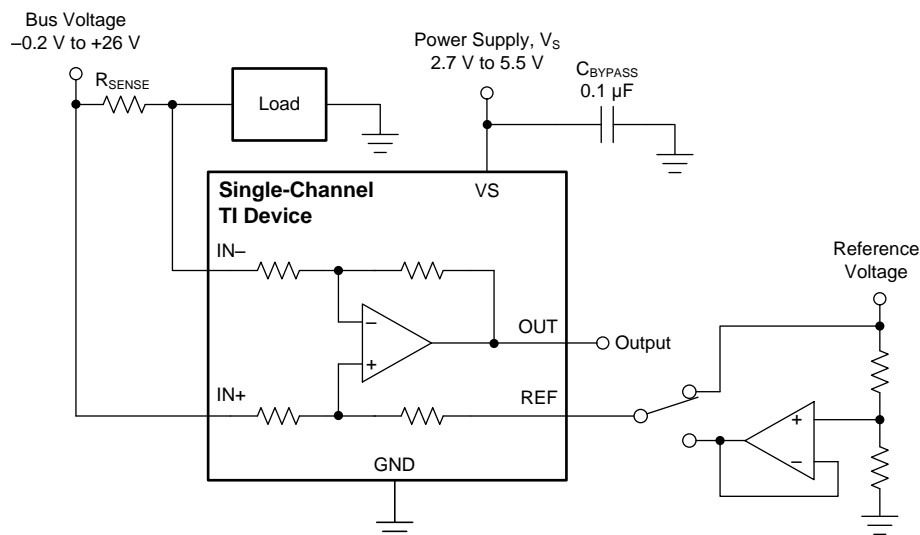 Bus Voltage
–0.2 V to +26 V
RSENSE
Load
Power Supply, VS
2.7 V to 5.5 V
CBYPASS
0.1 µF
Single-Channel
TI Device
VS
IN–
–
+
OUT
Output
IN+
REF
GND
Reference
Voltage
+
–